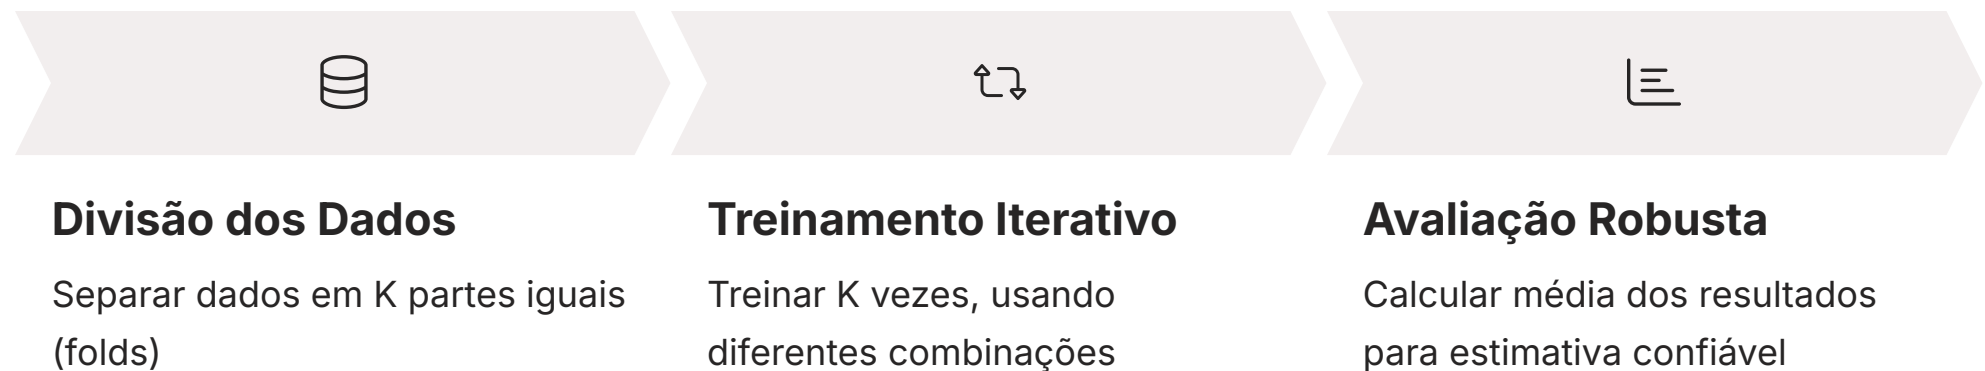 Divisão dos Dados
Separar dados em K partes iguais
(folds)
Treinamento Iterativo
Treinar K vezes, usando
diferentes combinações
Avaliação Robusta
Calcular média dos resultados
para estimativa confiável